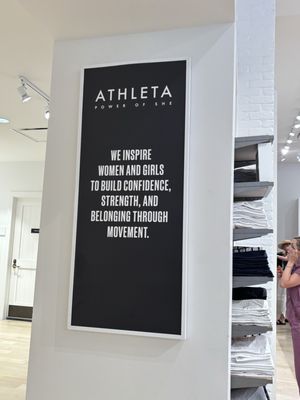 ATHLETA
POWER OF SHE
WE INSPIRE
WOMEN AND GIRLS
TO BUILD CONFIDENCE,
STRENGTH, AND
BELONGING THROUGH
MOVEMENT.